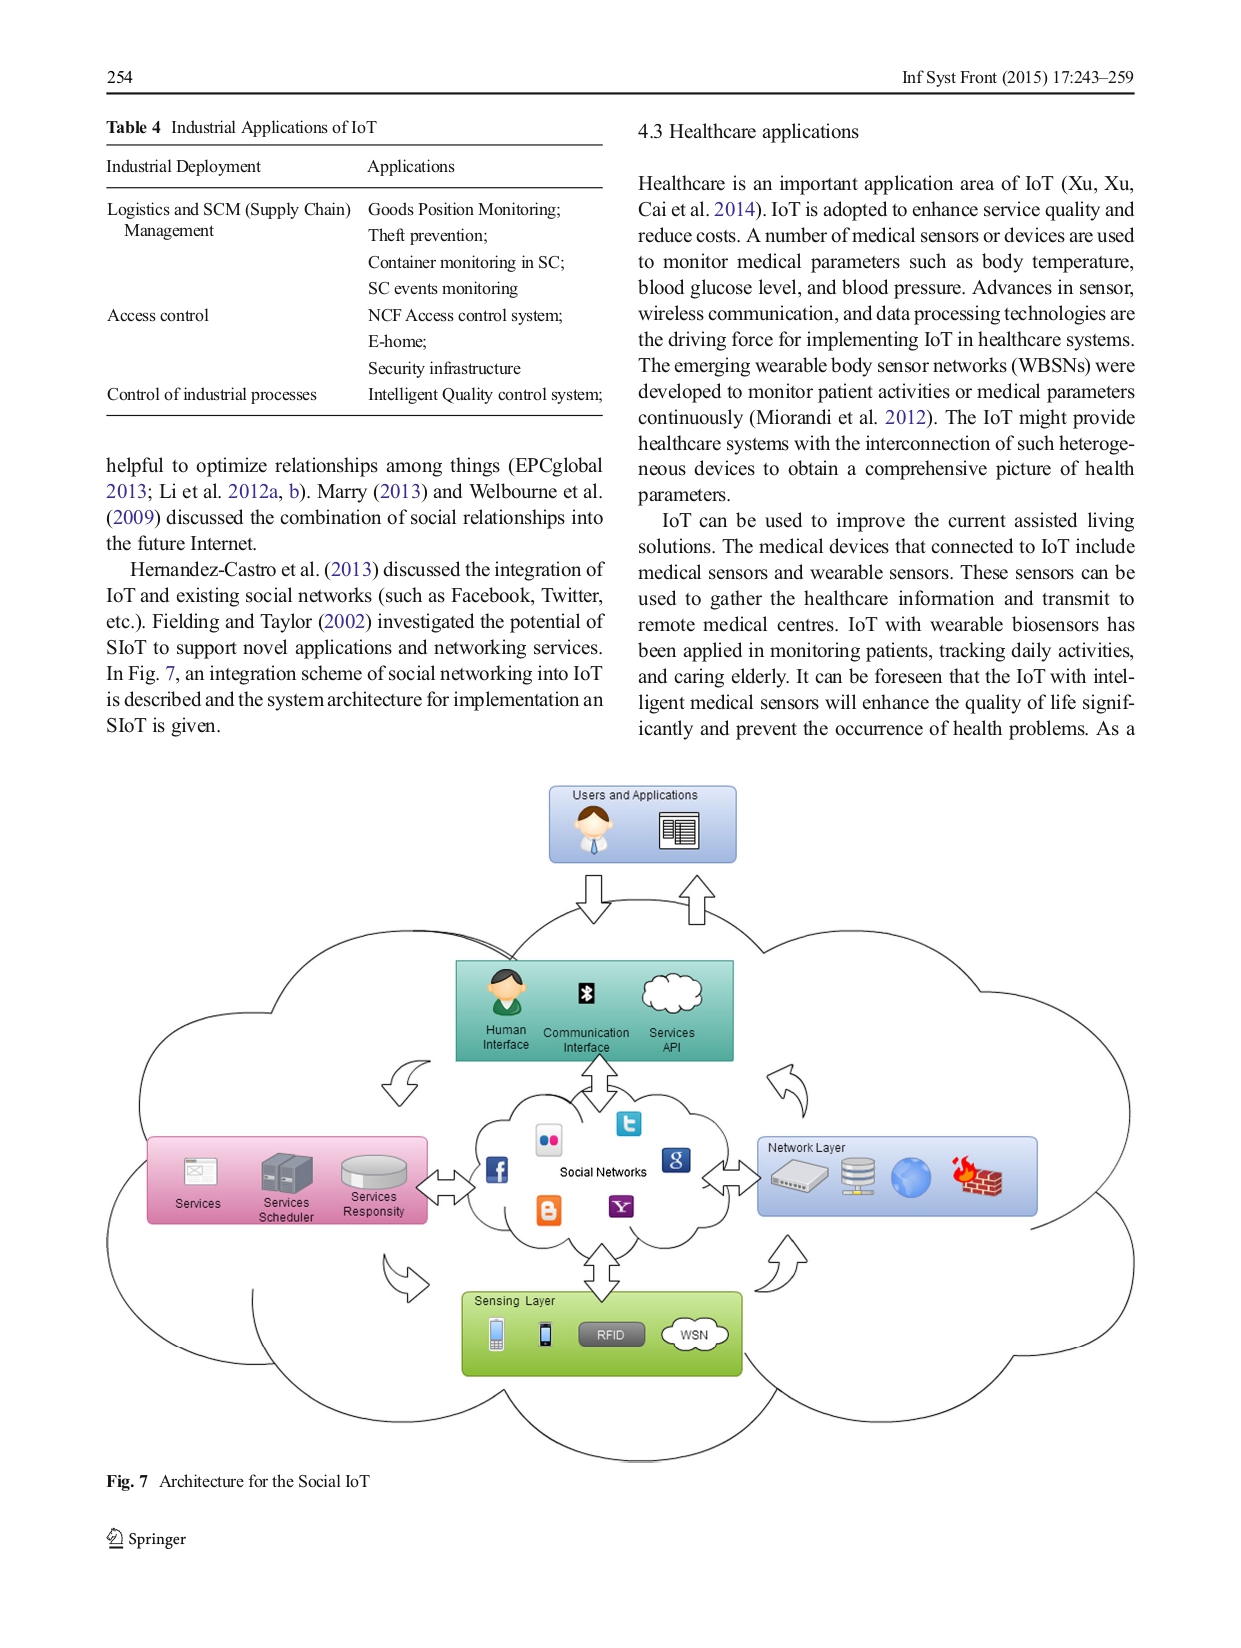 254
Inf Syst Front (2015) 17:243–259
Table 4 Industrial Applications of IoT
Industrial Deployment Applications
Logistics and SCM (Supply Chain) Goods Position Monitoring;
Management
Theft prevention;
Container monitoring in SC;
SC events monitoring
Access control NCF Access control system;
E-home;
Security infrastructure
Control of industrial processes Intelligent Quality control system;
helpful to optimize relationships among things (EPCglobal
2013; Li et al. 2012a, b). Marry (2013) and Welbourne et al.
(2009) discussed the combination of social relationships into
the future Internet.
Hernandez-Castro et al. (2013) discussed the integration of
IoT and existing social networks (such as Facebook, Twitter,
etc.). Fielding and Taylor (2002) investigated the potential of
SIoT to support novel applications and networking services.
In Fig. 7, an integration scheme of social networking into IoT
is described and the system architecture for implementation an
SIoT is given.
4.3 Healthcare applications
Healthcare is an important application area of IoT (Xu, Xu,
Cai et al. 2014). IoT is adopted to enhance service quality and
reduce costs. A number of medical sensors or devices are used
to monitor medical parameters such as body temperature,
blood glucose level, and blood pressure. Advances in sensor,
wireless communication, and data processing technologies are
the driving force for implementing IoT in healthcare systems.
The emerging wearable body sensor networks (WBSNs) were
developed to monitor patient activities or medical parameters
continuously (Miorandi et al. 2012). The IoT might provide
healthcare systems with the interconnection of such heteroge-
neous devices to obtain a comprehensive picture of health
parameters.
IoT can be used to improve the current assisted living
solutions. The medical devices that connected to IoT include
medical sensors and wearable sensors. These sensors can be
used to gather the healthcare information and transmit to
remote medical centres. IoT with wearable biosensors has
been applied in monitoring patients, tracking daily activities,
and caring elderly. It can be foreseen that the IoT with intel-
ligent medical sensors will enhance the quality of life signif-
icantly and prevent the occurrence of health problems. As a
Users and Applications
Human
Interface
Communication
Interface
Services
API
Services
Services
Scheduler
Services
Responsity
Social Networks
f
t
g
B
Y
Network Layer
Sensing Layer
RFID
WSN
Fig. 7 Architecture for the Social IoT
Springer